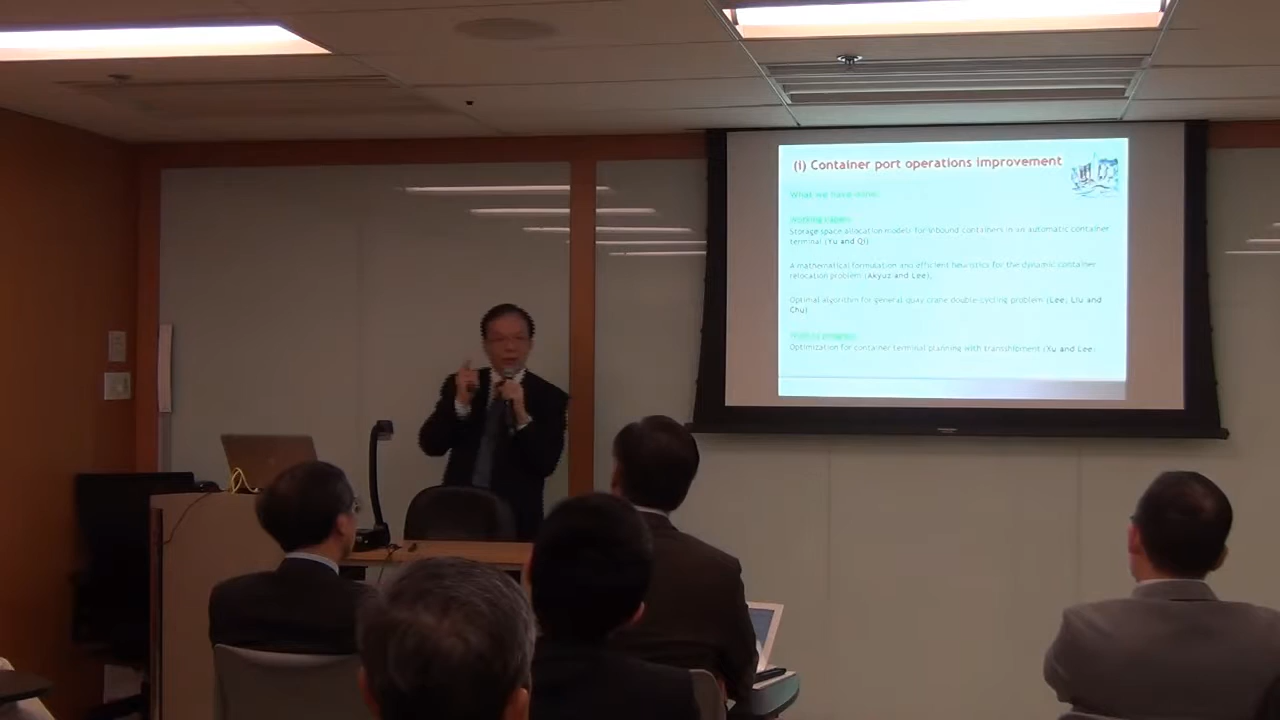 (i) Container port operations improvement
What we have done:
Working papers
Storage space allocation models for inbound containers in an automatic container
terminal (Yu and Qi)
A mathematical formulation and efficient heuristics for the dynamic container
relocation problem (Akyuz and Lee),
Optimal algorithm for general quay crane double-cycling problem (Lee, Liu and
Chu)
Work in progress
Optimization for container terminal planning with transhipment (Xu and Lee)